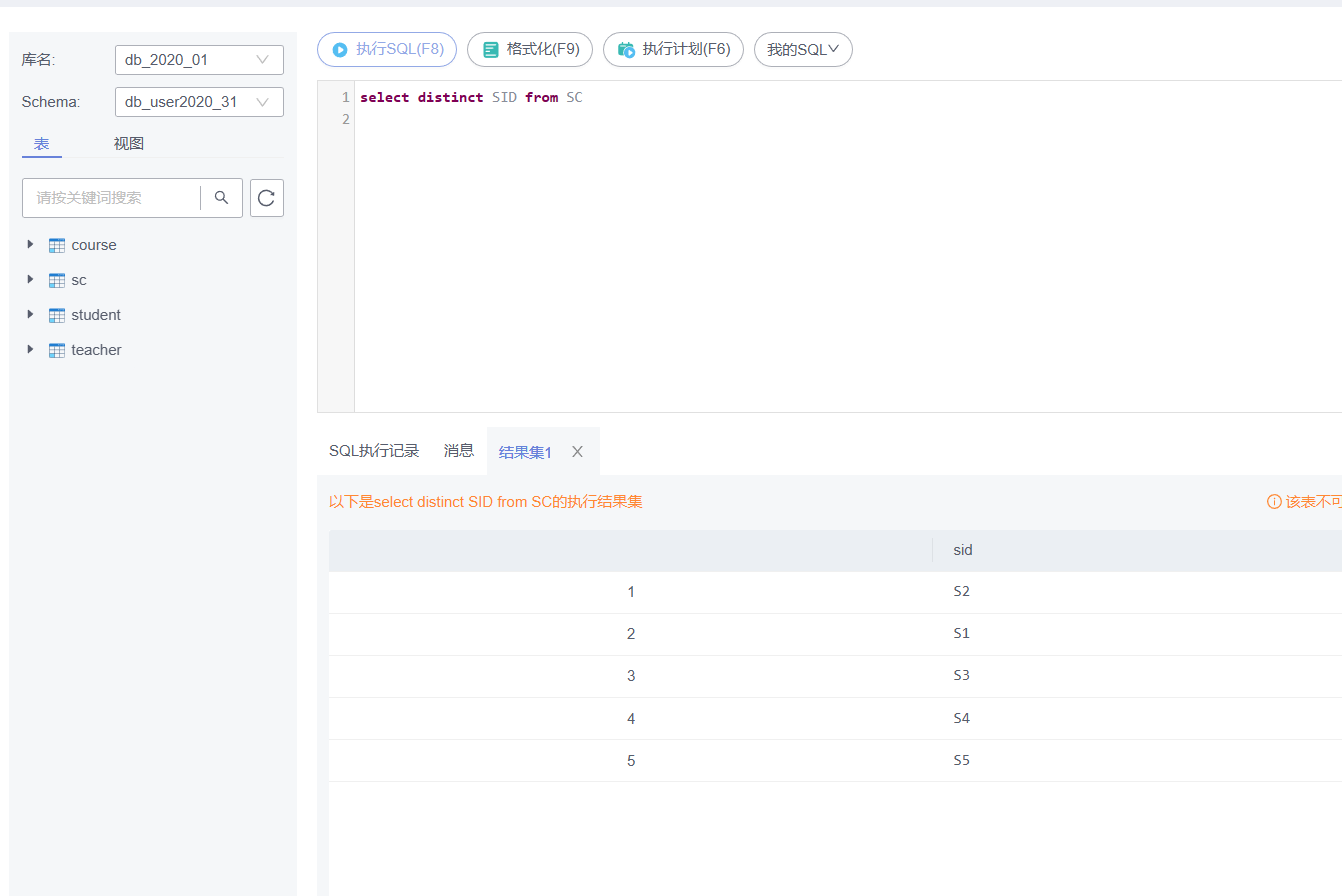 库名:
db_2020_01
Schema:
db_user2020_31
表
视图
请按关键词搜索
course
sc
student
teacher
执行SQL(F8)
格式化(F9)
执行计划(F6)
我的SQL
1 select distinct SID from SC
2
SQL执行记录
消息
结果集1
以下是select distinct SID from SC的执行结果集
该表不可
sid
1 S2
2 S1
3 S3
4 S4
5 S5